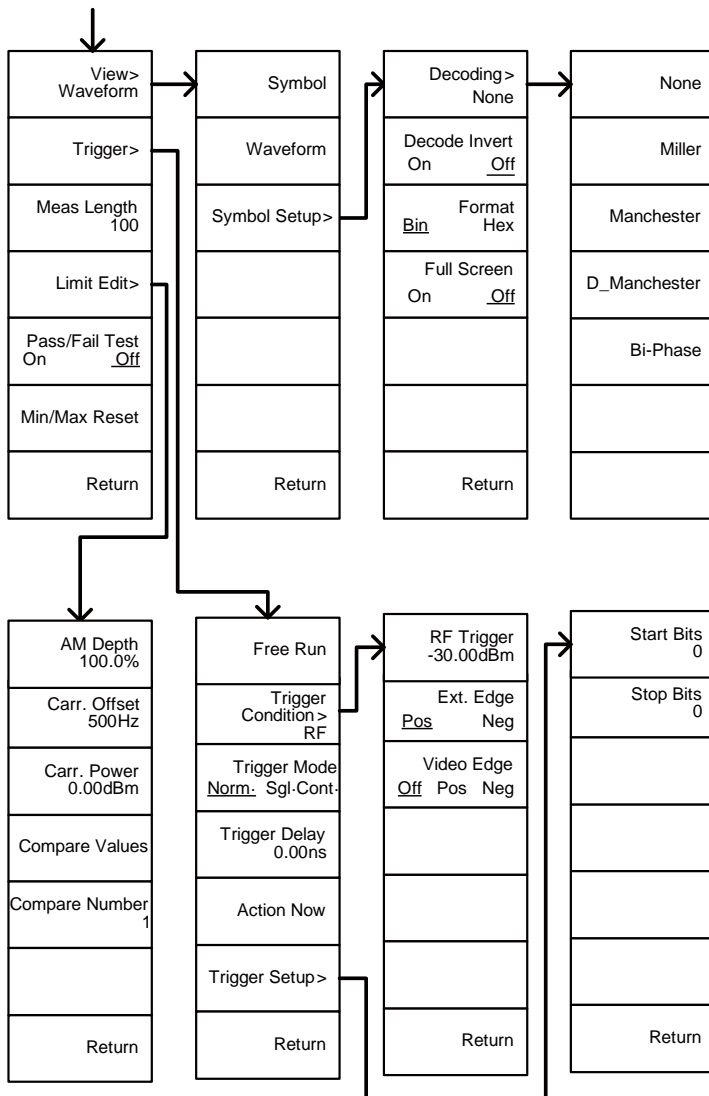 View>
Waveform
Trigger>
Meas Length
100
Limit Edit>
Pass/Fail Test
On Off
Min/Max Reset
Return
Symbol
Waveform
Symbol Setup>
Return
Decoding>
None
Decode Invert
On Off
Format
Bin Hex
Full Screen
On Off
Return
None
Miller
Manchester
D_Manchester
Bi-Phase
AM Depth
100.0%
Carr. Offset
500Hz
Carr. Power
0.00dBm
Compare Values
Compare Number
1
Return
Free Run
Trigger
Condition>
RF
Trigger Mode
Norm· Sgl·Cont·
Trigger Delay
0.00ns
Action Now
Trigger Setup>
Return
RF Trigger
-30.00dBm
Ext. Edge
Pos Neg
Video Edge
Off Pos Neg
Return
Start Bits
0
Stop Bits
0
Return